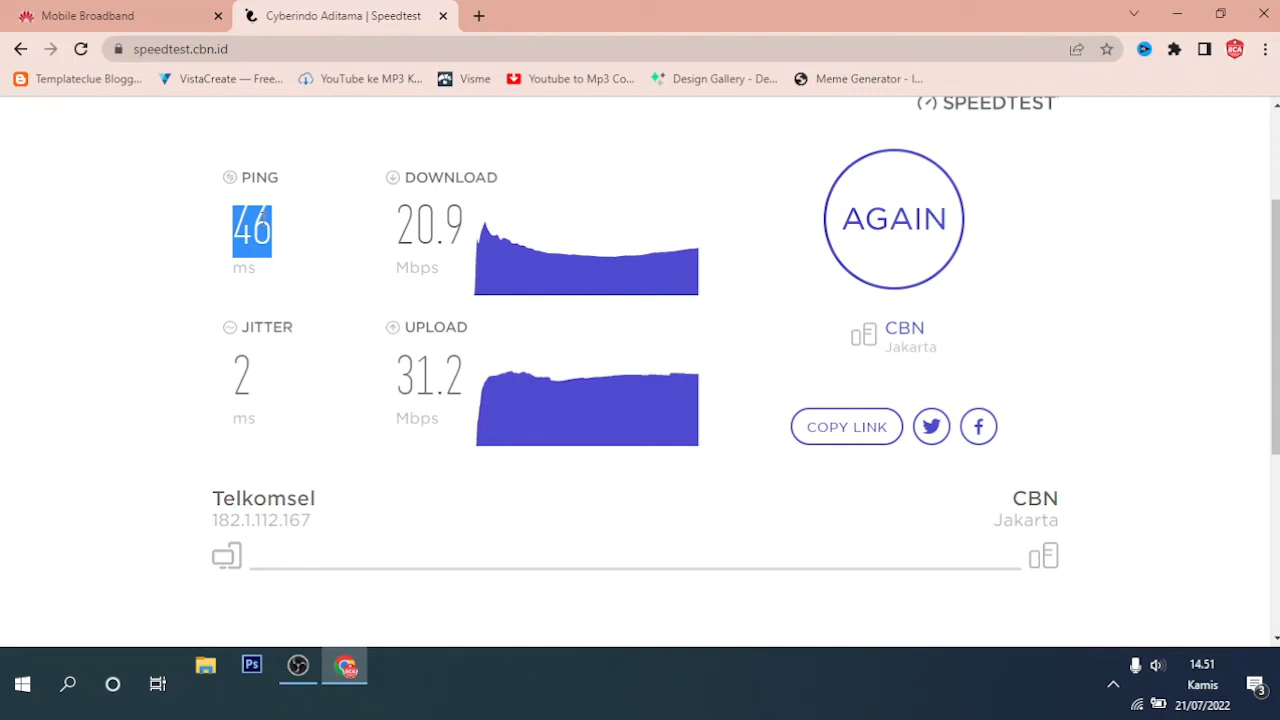 Mobile Broadband
Cyberindo Aditama | Speedtest
speedtest.cbn.id
Templateclue Blogg...
VistaCreate — Free...
YouTube ke MP3 K...
Visme
Youtube to Mp3 Co...
Design Gallery - De...
Meme Generator - I...
SPEEDTEST
PING
46
ms
DOWNLOAD
20.9
Mbps
AGAIN
JITTER
2
ms
UPLOAD
31.2
Mbps
CBN
Jakarta
COPY LINK
Telkomsel
182.1.112.167
CBN
Jakarta
Ps
14.51
Kamis
21/07/2022
3